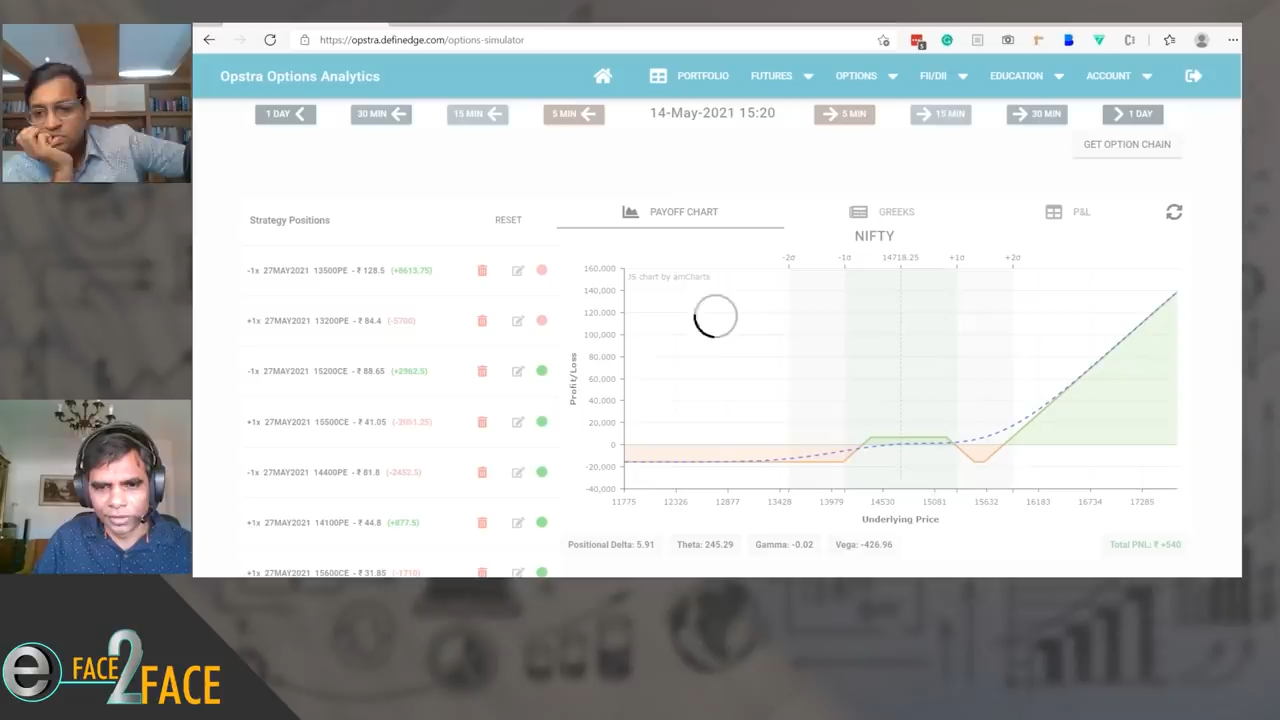 https://opstra.definedge.com/options-simulator
Opstra Options Analytics
PORTFOLIO
FUTURES
OPTIONS
FII/DII
EDUCATION
ACCOUNT
1 DAY
30 MIN
15 MIN
5 MIN
14-May-2021 15:20
5 MIN
15 MIN
30 MIN
1 DAY
GET OPTION CHAIN
Strategy Positions
RESET
PAYOFF CHART
GREEKS
P&L
NIFTY
-2σ
-1σ
14718.25
+1σ
+2σ
JS chart by amCharts
-1x 27MAY2021 13500PE - ₹ 128.5 (+8613.75)
+1x 27MAY2021 13200PE - ₹ 84.4 (-5700)
-1x 27MAY2021 15200CE - ₹ 88.65 (+2962.5)
+1x 27MAY2021 15500CE - ₹ 41.05
-1x 27MAY2021 14400PE - ₹ 81.8 (-2452.5)
+1x 27MAY2021 14100PE - ₹ 44.8 (+877.5)
+1x 27MAY2021 15600CE - ₹ 31.85 (-1710)
160,000
140,000
120,000
100,000
80,000
60,000
40,000
20,000
0
-20,000
-40,000
Profit/Loss
11775
12326
12877
13428
13979
14530
15081
15632
16183
16734
17285
Underlying Price
Positional Delta: 5.91
Theta: 245.29
Gamma: -0.02
Vega: -426.96
Total PNL: ₹ +540
e
FACE
2
FACE